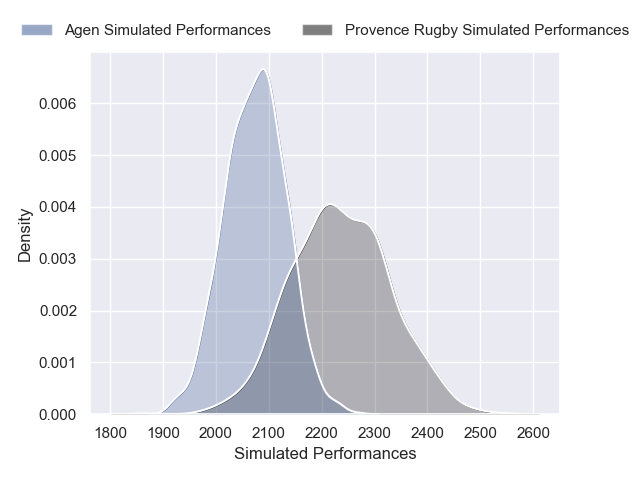 Agen Simulated Performances
Provence Rugby Simulated Performances
0.006
0.005
0.004
0.003
0.002
0.001
0.000
Density
1800 1900 2000 2100 2200 2300 2400 2500 2600
Simulated Performances